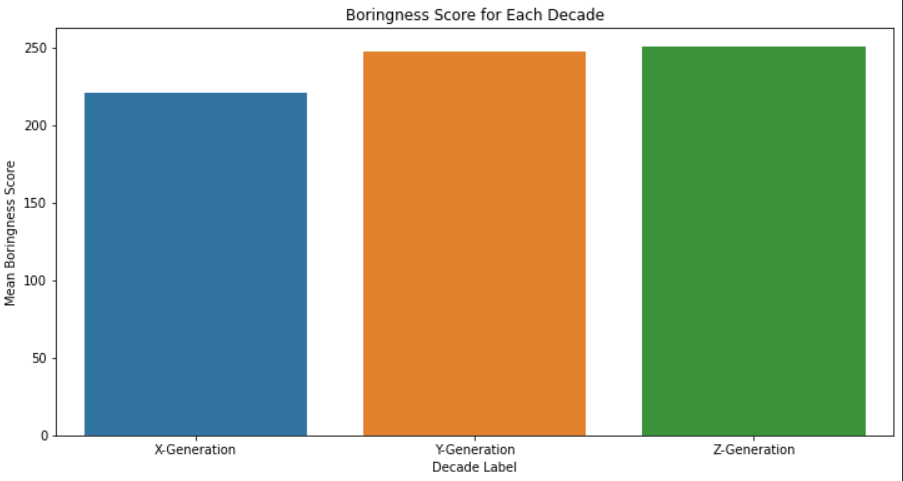 Boringness Score for Each Decade
Mean Boringness Score
250
200
150
100
50
0
X-Generation
Y-Generation
Z-Generation
Decade Label